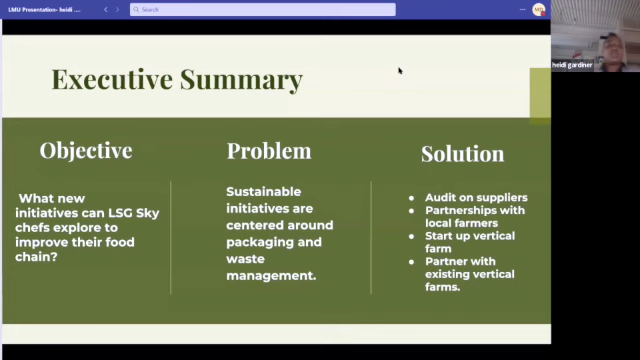 LMU Presentation- heidi ....
Search
heidi gardiner
Executive Summary
Objective
What new
initiatives can LSG Sky
chefs explore to
improve their food
chain?
Problem
Sustainable
initiatives are
centered around
packaging and
waste
management.
Solution
Audit on suppliers
Partnerships with
local farmers
Start up vertical
farm
Partner with
existing vertical
farms.